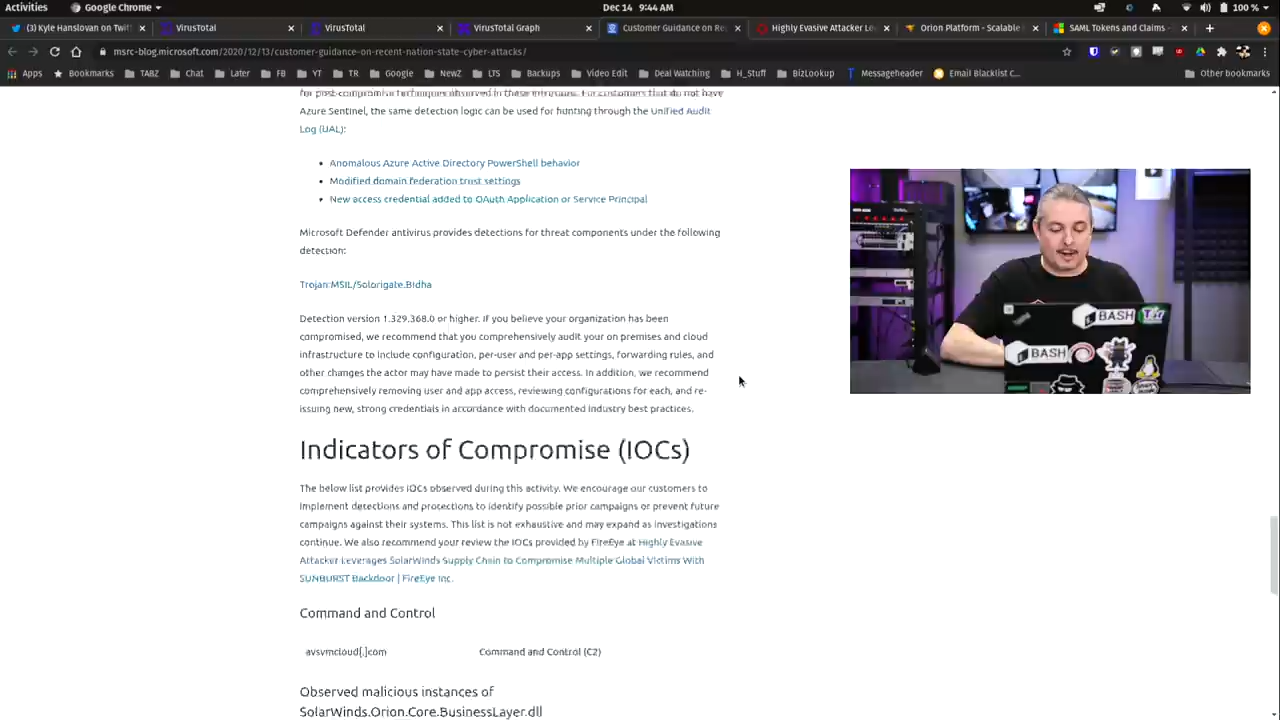 Activities
Google Chrome
Dec 14 9:44 AM
100 %
(3) Kyle Hanslovan on Twit
VirusTotal
VirusTotal
VirusTotal Graph
Customer Guidance on Re
Highly Evasive Attacker Le
Orion Platform - Scalable
SAML Tokens and Claims -
msrc-blog.microsoft.com/2020/12/13/customer-guidance-on-recent-nation-state-cyber-attacks/
Apps
Bookmarks
TABZ
Chat
Later
FB
YT
TR
Google
NewZ
LTS
Backups
Video Edit
Deal Watching
H_Stuff
BizLookup
Messageheader
Email Blacklist C...
Other bookmarks
for post-compromise techniques observed in these intrusions. For customers that do not have
Azure Sentinel, the same detection logic can be used for hunting through the Unified Audit
Log (UAL):
• Anomalous Azure Active Directory PowerShell behavior
• Modified domain federation trust settings
• New access credential added to OAuth Application or Service Principal
Microsoft Defender antivirus provides detections for threat components under the following
detection:
Trojan:MSIL/Solorigate.B!dha
Detection version 1.329.368.0 or higher. If you believe your organization has been
compromised, we recommend that you comprehensively audit your on premises and cloud
infrastructure to include configuration, per-user and per-app settings, forwarding rules, and
other changes the actor may have made to persist their access. In addition, we recommend
comprehensively removing user and app access, reviewing configurations for each, and re-
issuing new, strong credentials in accordance with documented industry best practices.
Indicators of Compromise (IOCs)
The below list provides IOCs observed during this activity. We encourage our customers to
implement detections and protections to identify possible prior campaigns or prevent future
campaigns against their systems. This list is not exhaustive and may expand as investigations
continue. We also recommend your review the IOCs provided by FireEye at Highly Evasive
Attacker Leverages SolarWinds Supply Chain to Compromise Multiple Global Victims With
SUNBURST Backdoor | FireEye Inc.
Command and Control
avsvmcloud[.]com
Command and Control (C2)
Observed malicious instances of
SolarWinds.Orion.Core.BusinessLayer.dll
BASH
BASH